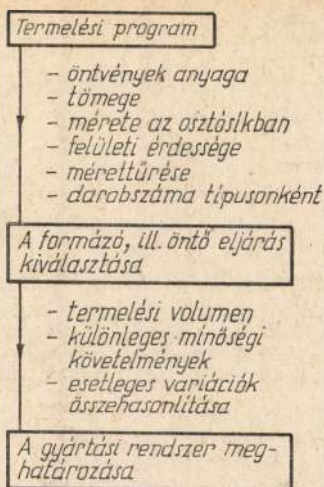 Termelési program
- öntvények anyaga
- tömege
- mérete az osztósíkban
- felületi érdessége
- mérettűrése
- darabszáma típusonként
A formázó, ill. öntő eljárás
kiválasztása
- termelési volumen
- különleges minőségi
követelmények
- esetleges variációk
összehasonlítása
A gyártási rendszer meg-
határozása